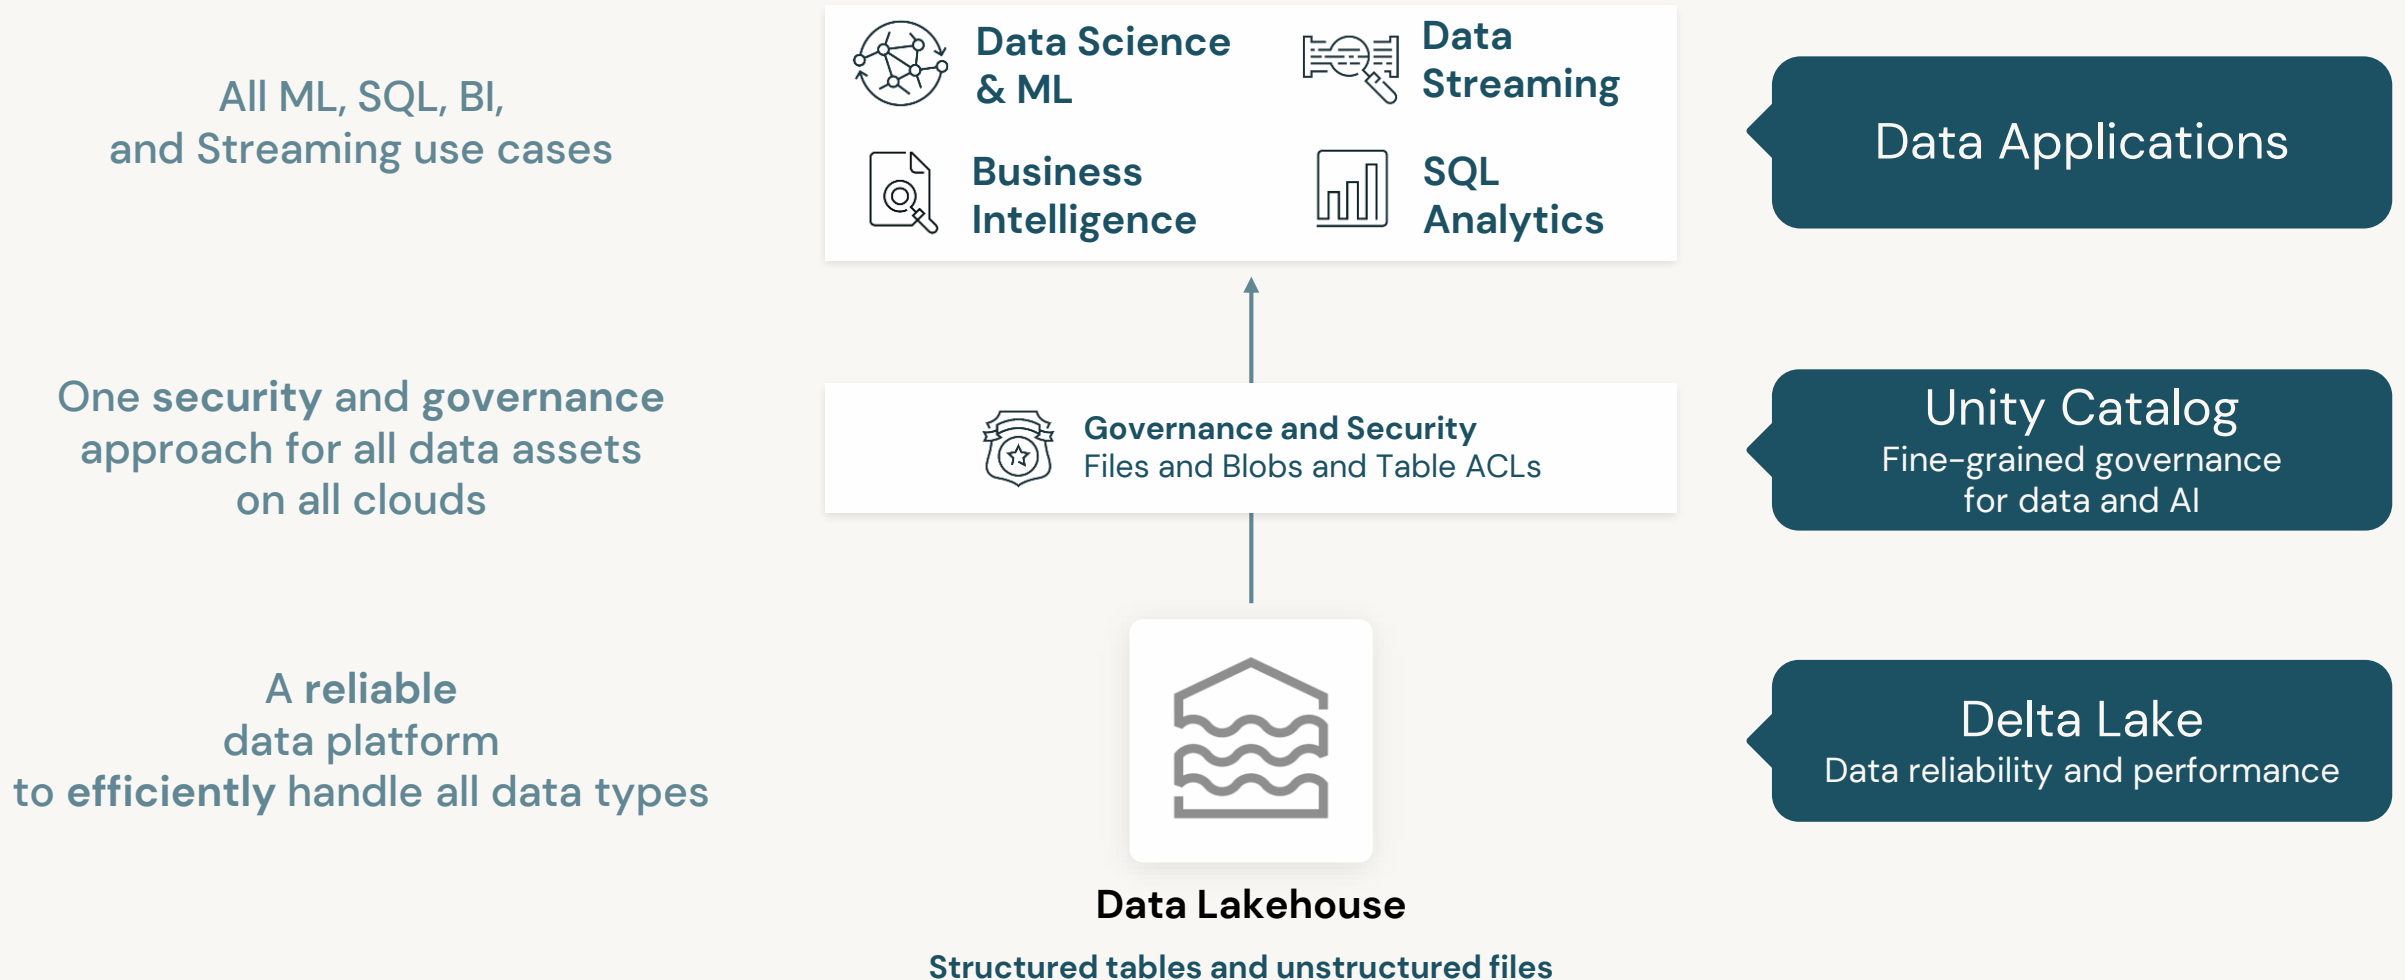 All ML, SQL, BI,
and Streaming use cases
Data Science
& ML
Data
Streaming
Business
Intelligence
SQL
Analytics
Data Applications
One security and governance
approach for all data assets
on all clouds
Governance and Security
Files and Blobs and Table ACLs
Unity Catalog
Fine-grained governance
for data and AI
A reliable
data platform
to efficiently handle all data types
Delta Lake
Data reliability and performance
Data Lakehouse
Structured tables and unstructured files